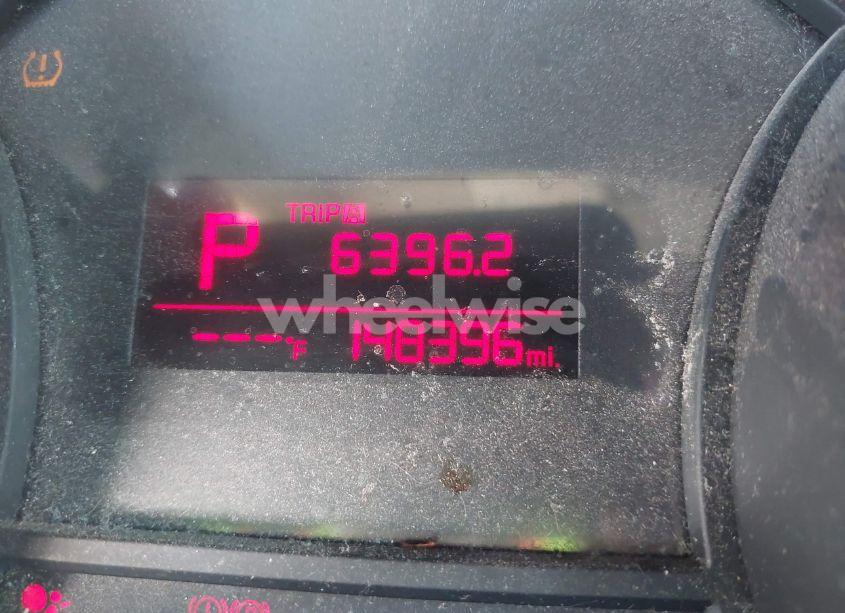 TRIP A
P 6396.2
wheelwise
---°F 148396 mi.